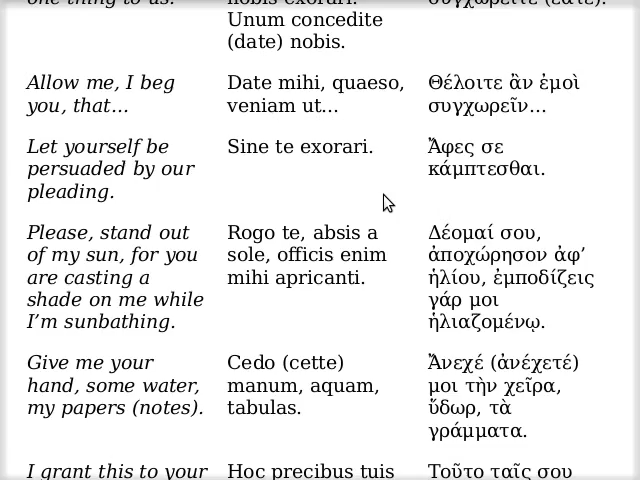 one thing to us.
nobis exorari.
Unum concedite
(date) nobis.
συγχωρεῖτε (ἐᾶτε).
Allow me, I beg
you, that…
Date mihi, quaeso,
veniam ut…
Θέλοιτε ἂν ἐμοὶ
συγχωρεῖν…
Let yourself be
persuaded by our
pleading.
Sine te exorari.
Ἄφες σε
κάμπτεσθαι.
Please, stand out
of my sun, for you
are casting a
shade on me while
I’m sunbathing.
Rogo te, absis a
sole, officis enim
mihi apricanti.
Δέομαί σου,
ἀποχώρησον ἀφ’
ἡλίου, ἐμποδίζεις
γάρ μοι
ἡλιαζομένῳ.
Give me your
hand, some water,
my papers (notes).
Cedo (cette)
manum, aquam,
tabulas.
Ἄνεχέ (ἀνέχετέ)
μοι τὴν χεῖρα,
ὕδωρ, τὰ
γράμματα.
I grant this to your
Hoc precibus tuis
Τοῦτο ταῖς σου